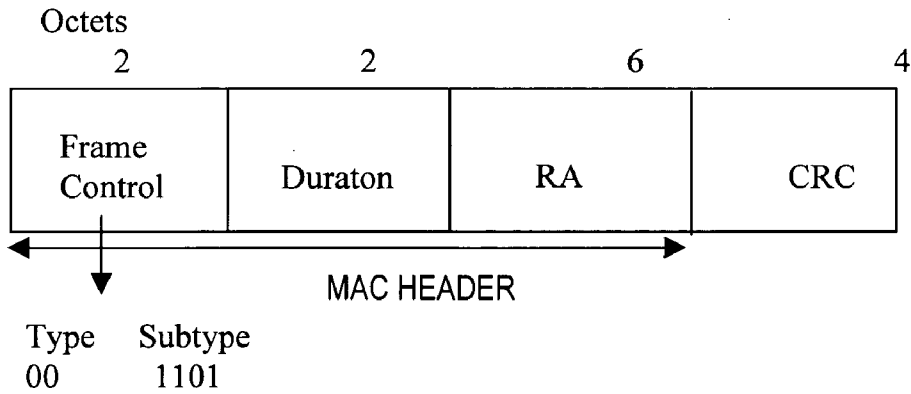 Octets
2 2 6 4
Frame
Control
Duraton
RA
CRC
MAC HEADER
Type Subtype
00 1101